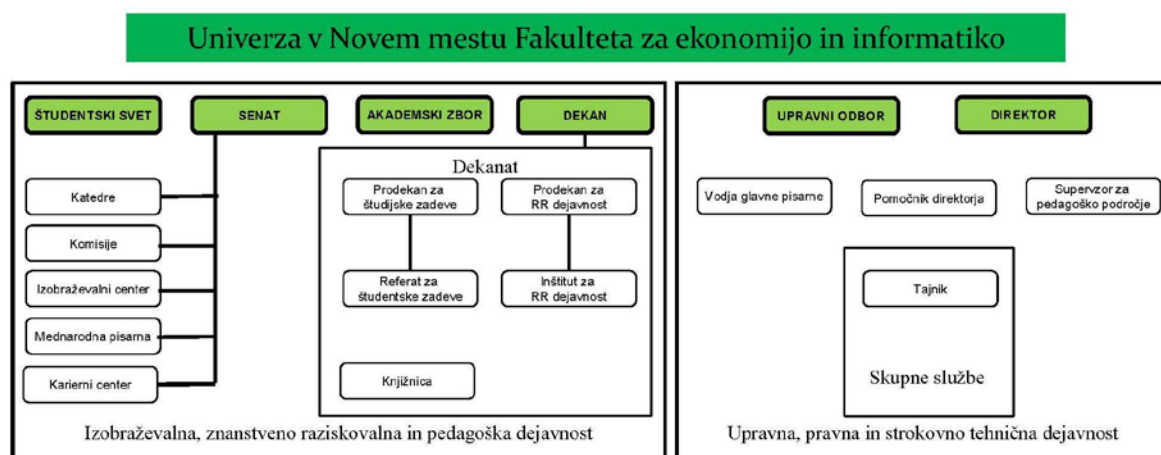 Univerza v Novem mestu Fakulteta za ekonomijo in informatiko
ŠTUDENTSKI SVET
SENAT
AKADEMSKI ZBOR
DEKAN
Katedre
Komisije
Izobraževalni center
Mednarodna pisarna
Karierni center
Dekanat
Prodekan za
študijske zadeve
Prodekan za
RR dejavnost
Referat za
študentske zadeve
Inštitut za
RR dejavnost
Knjižnica
Izobraževalna, znanstveno raziskovalna in pedagoška dejavnost
UPRAVNI ODBOR
DIREKTOR
Vodja glavne pisarne
Pomočnik direktorja
Supervzor za
pedagoško področje
Tajnik
Skupne službe
Upravna, pravna in strokovno tehnična dejavnost